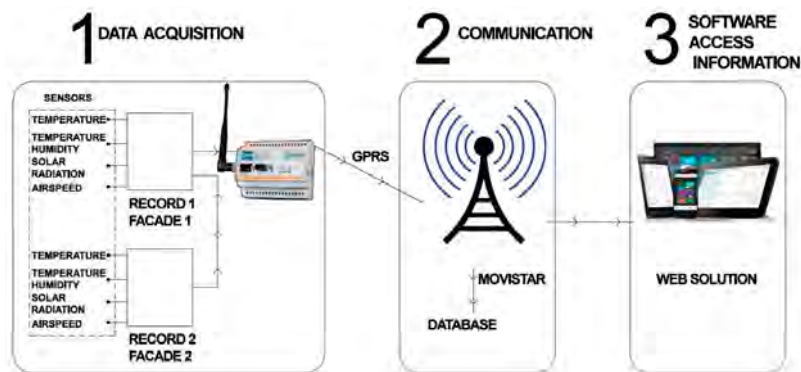 1 DATA ACQUISITION
2 COMMUNICATION
3 SOFTWARE
ACCESS
INFORMATION
SENSORS
TEMPERATURE
TEMPERATURE
HUMIDITY
SOLAR
RADIATION
AIRSPEED
RECORD 1
FACADE 1
TEMPERATURE
TEMPERATURE
HUMIDITY
SOLAR
RADIATION
AIRSPEED
RECORD 2
FACADE 2
GPRS
MOVISTAR
DATABASE
WEB SOLUTION